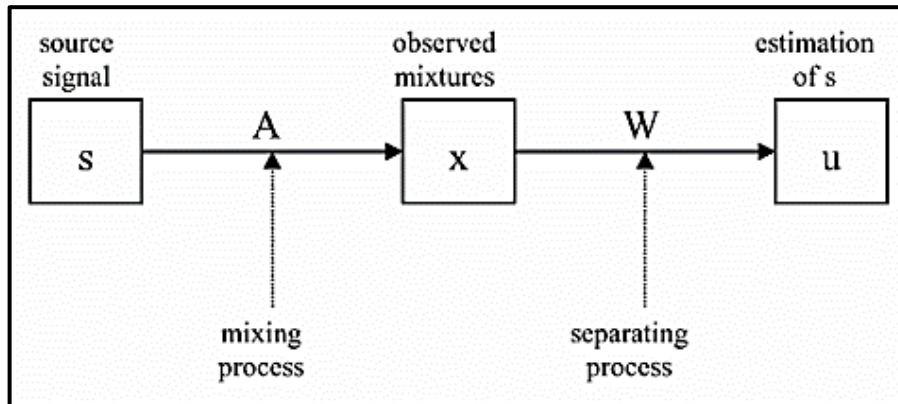 source
signal
observed
mixtures
estimation
of s
A
W
s
x
u
mixing
process
separating
process